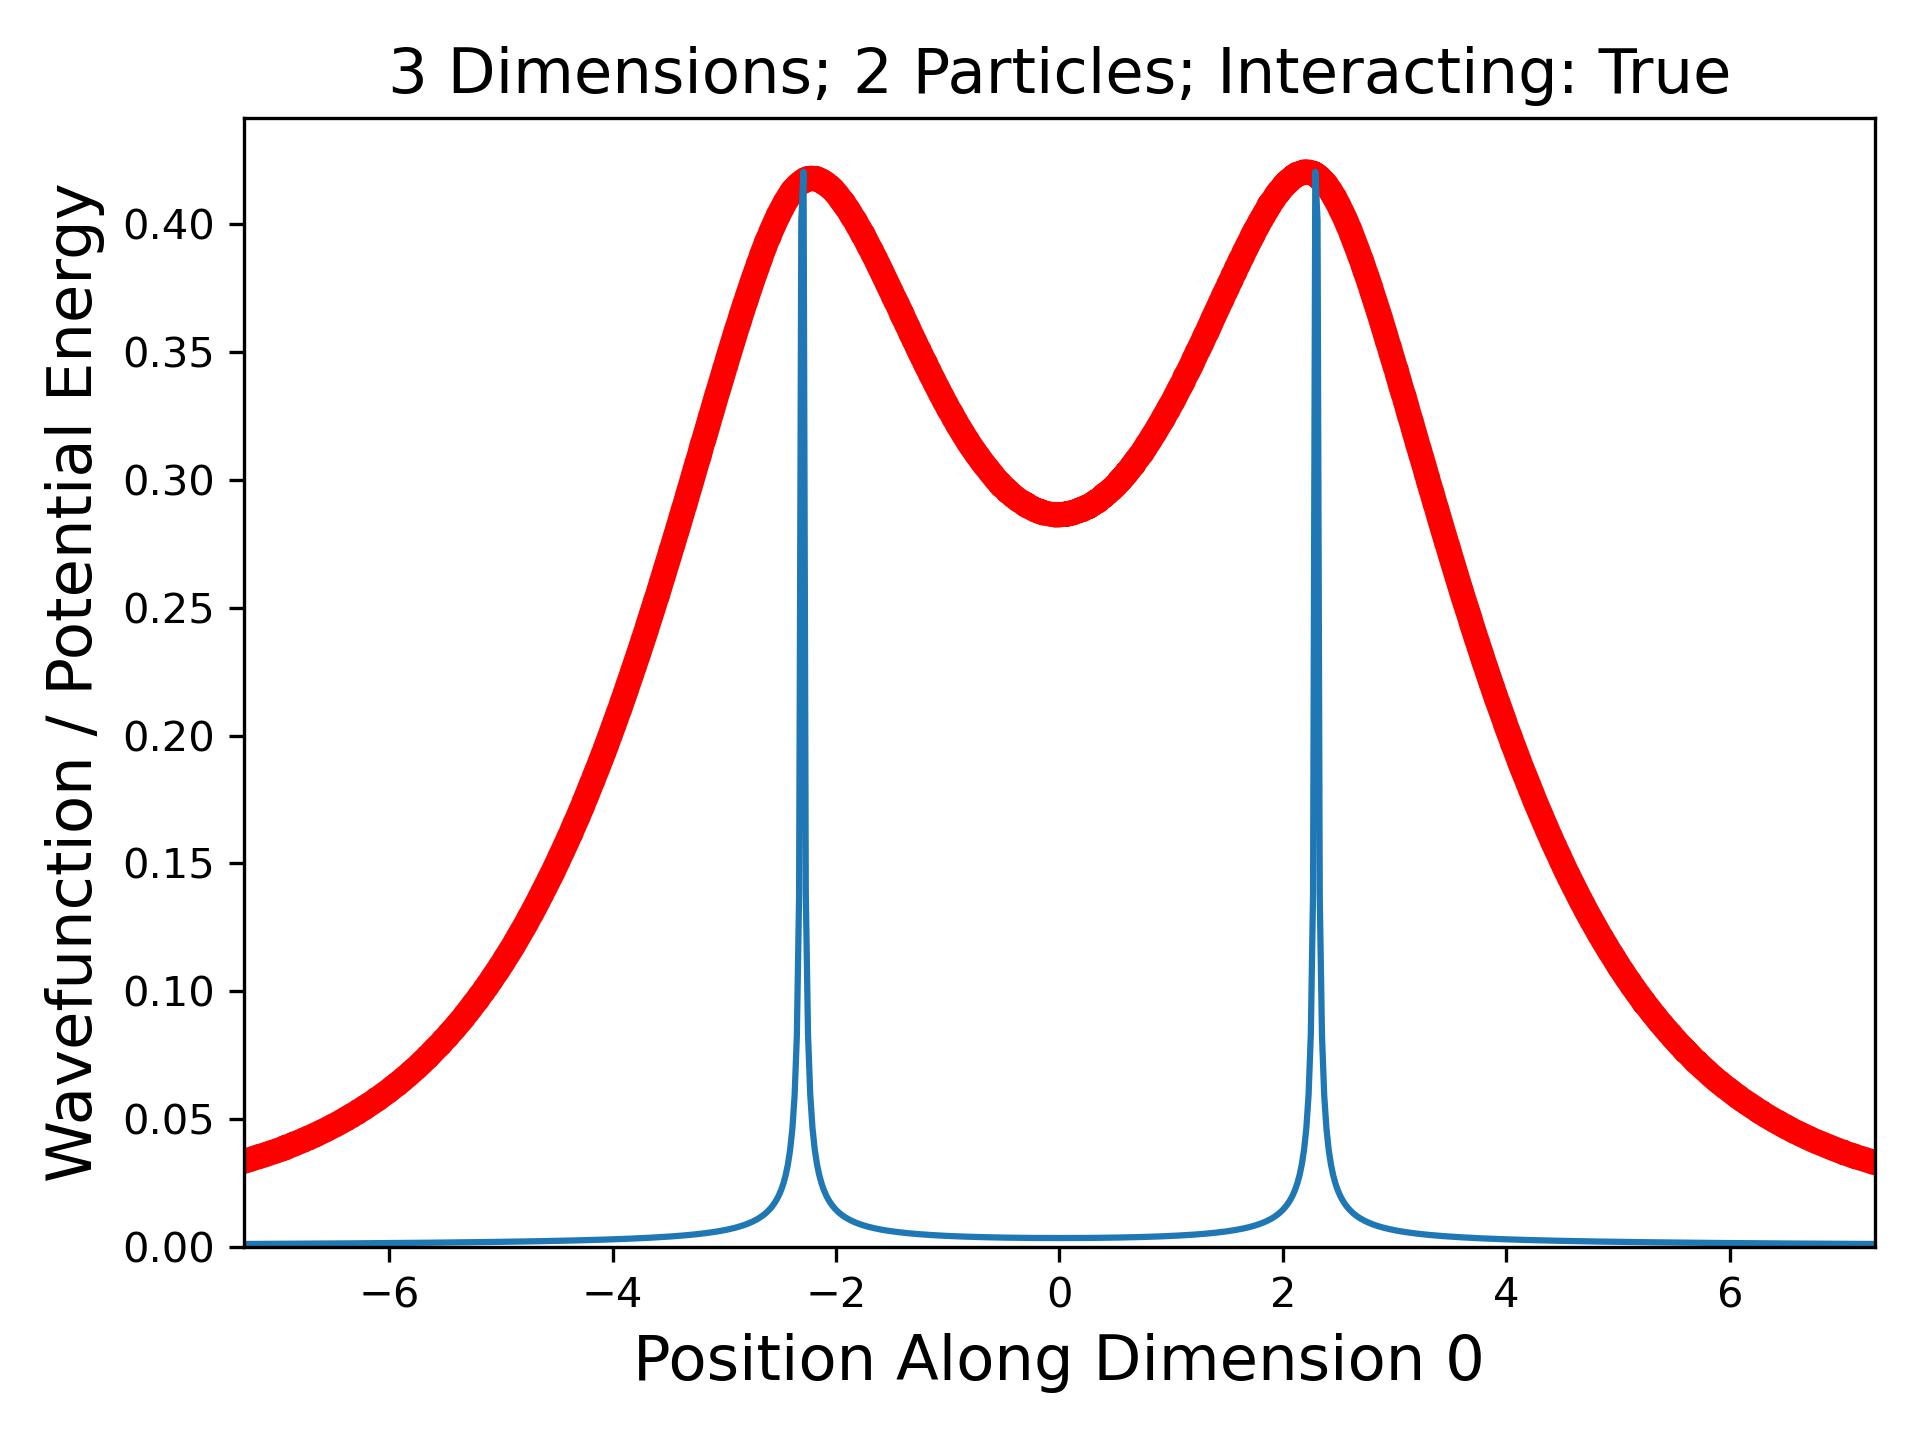 3 Dimensions; 2 Particles; Interacting: True
Wavefunction / Potential Energy
0.40
0.35
0.30
0.25
0.20
0.15
0.10
0.05
0.00
−6 −4 −2 0 2 4 6
Position Along Dimension 0